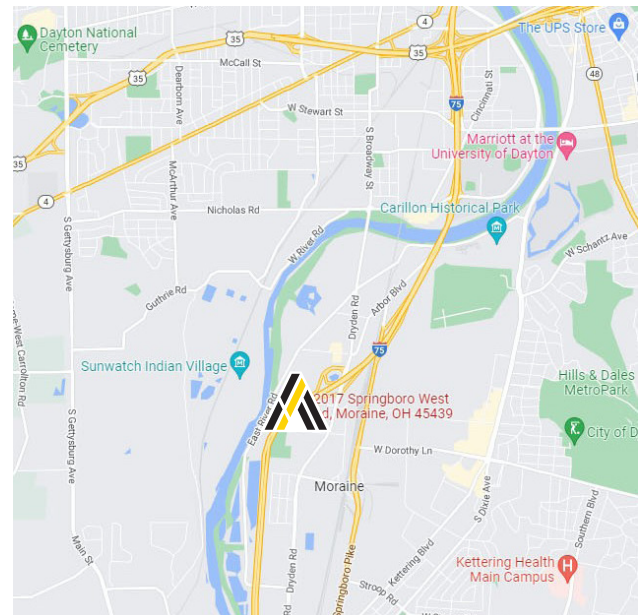 Dayton National
Cemetery
35
McCall St
35
4
35
The UPS Store
48
Dearborn Ave
35
W Stewart St
75
Cincinnati St
S Broadway St
Marriott at the
University of Dayton
McArthur Ave
4
S Gettysburg Ave
Nicholas Rd
Carillon Historical Park
W River Rd
W Schantz Ave
Guthrie Rd
Dryden Rd
Arbor Blvd
-West Carrollton Rd
75
Sunwatch Indian Village
Hills & Dales
MetroPark
2017 Springboro West
d, Moraine, OH 45439
East River Rd
S Gettysburg Ave
City of D
W Dorothy Ln
Moraine
S Dixie Ave
Southern Blvd
Main St
Dryden Rd
Springboro Pike
Kettering Blvd
Stroop Rd
Kettering Health
Main Campus
H